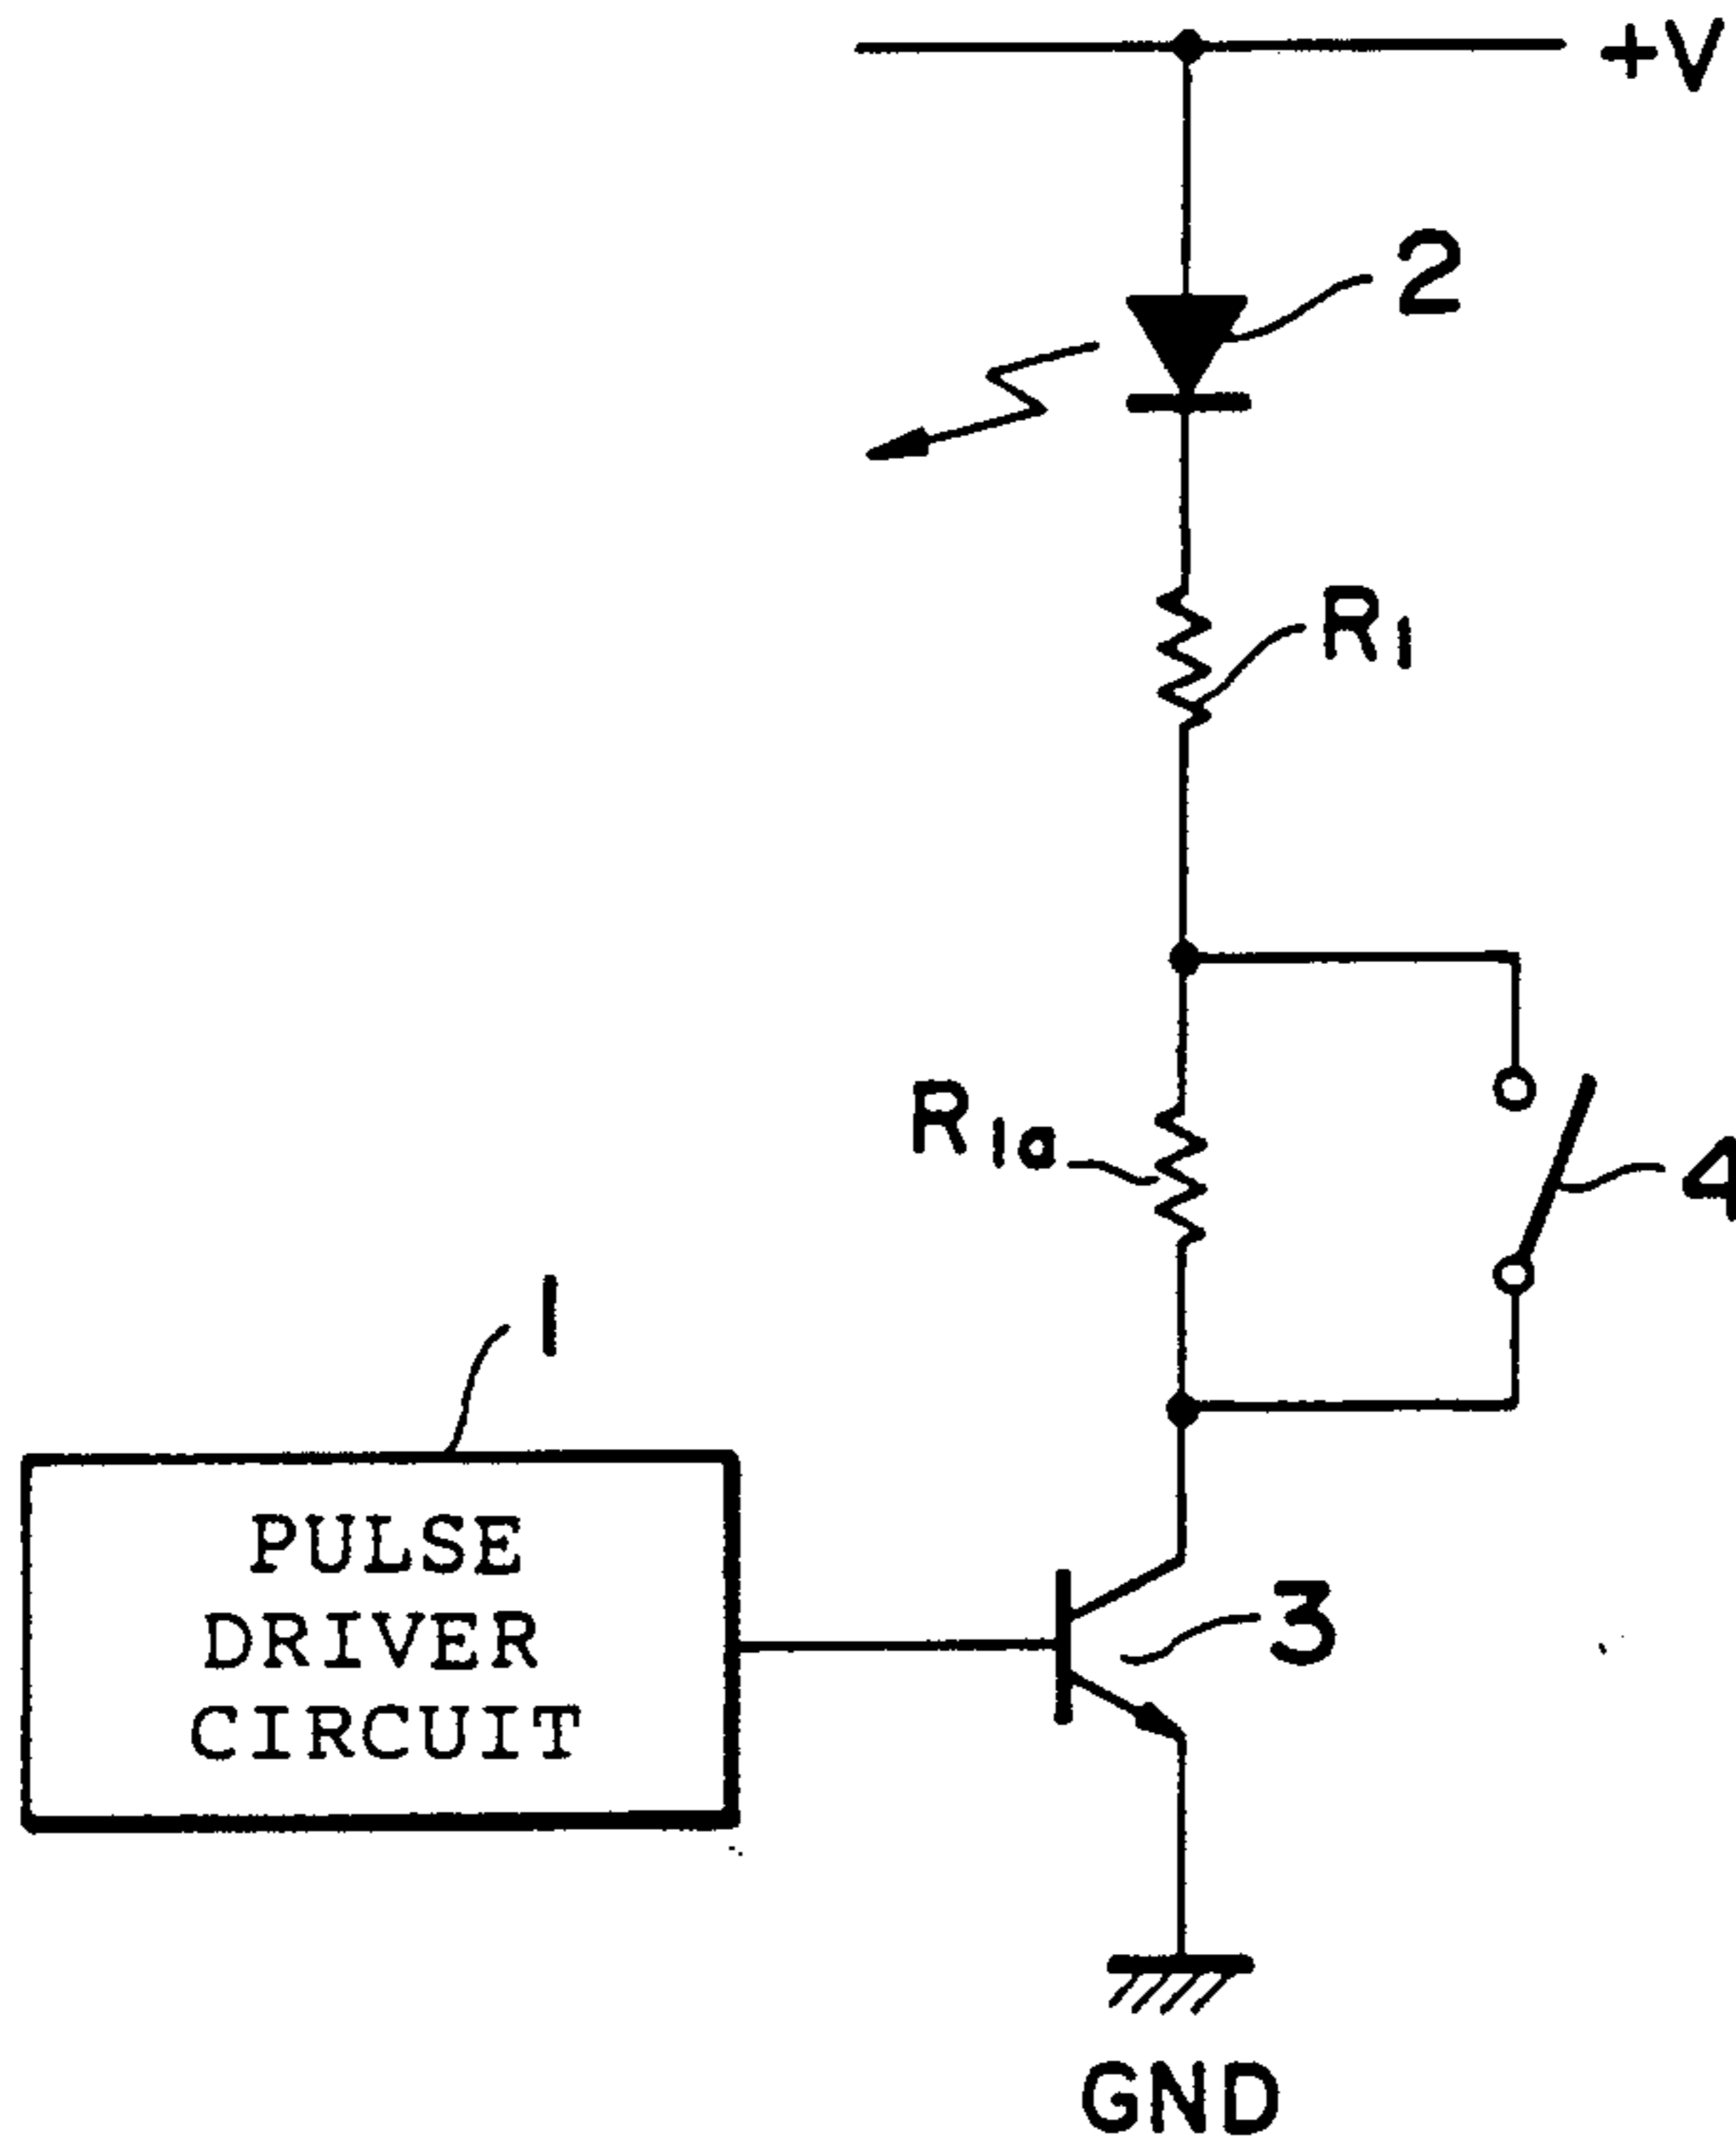 +V
2
R1
R1a
4
1
PULSE
DRIVER
CIRCUIT
3
GND